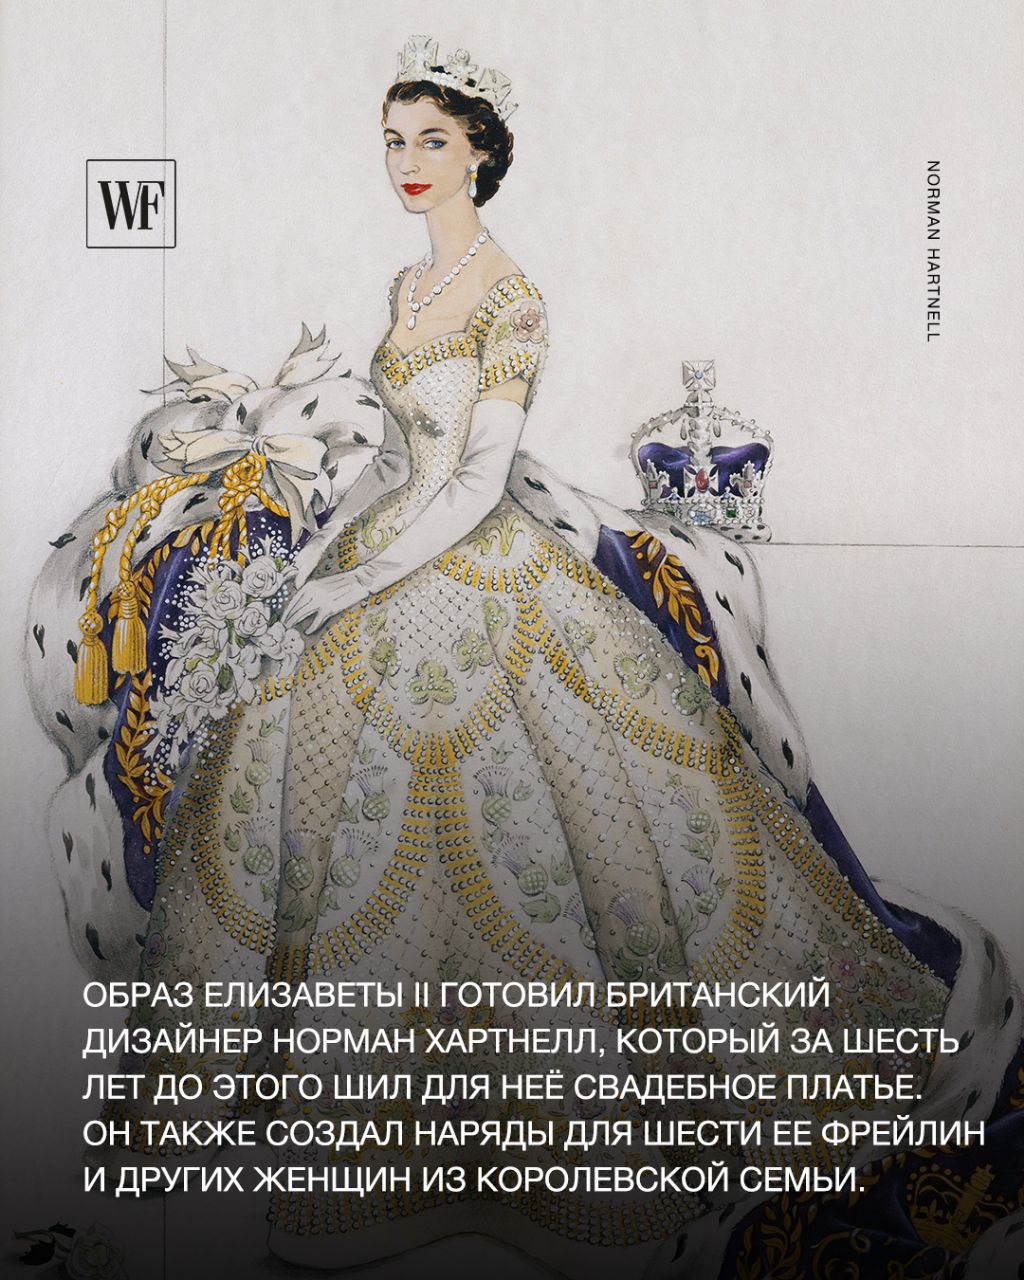 WF
NORMAN HARTNELL
ОБРАЗ ЕЛИЗАВЕТЫ II ГОТОВИЛ БРИТАНСКИЙ
ДИЗАЙНЕР НОРМАН ХАРТНЕЛЛ, КОТОРЫЙ ЗА ШЕСТЬ
ЛЕТ ДО ЭТОГО ШИЛ ДЛЯ НЕЁ СВАДЕБНОЕ ПЛАТЬЕ.
ОН ТАКЖЕ СОЗДАЛ НАРЯДЫ ДЛЯ ШЕСТИ ЕЕ ФРЕЙЛИН
И ДРУГИХ ЖЕНЩИН ИЗ КОРОЛЕВСКОЙ СЕМЬИ.